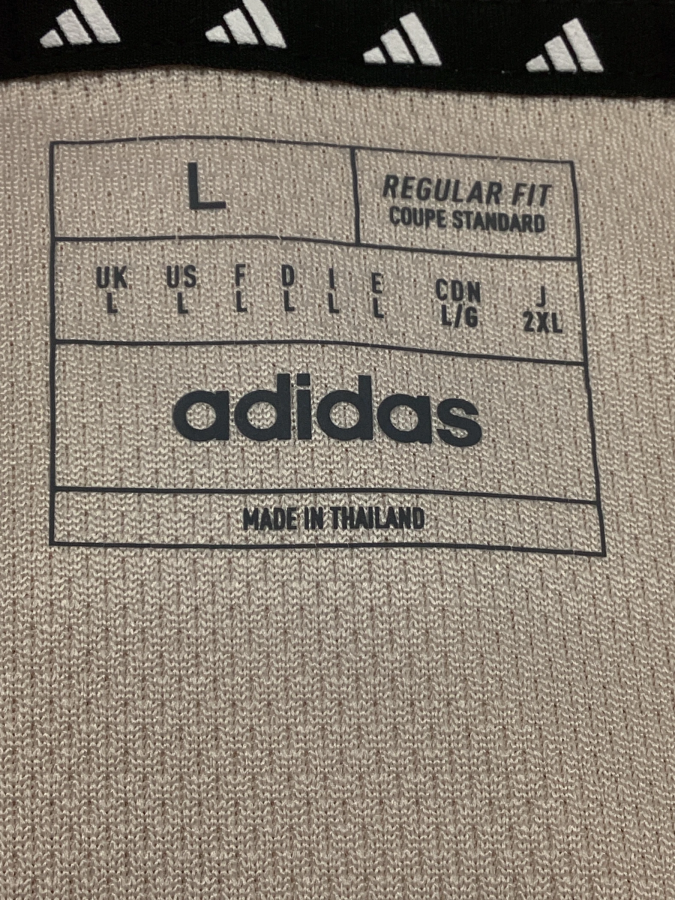 L
REGULAR FIT
COUPE STANDARD
UK US F D I E CDN J
L L L L L L L/G 2XL
adidas
MADE IN THAILAND